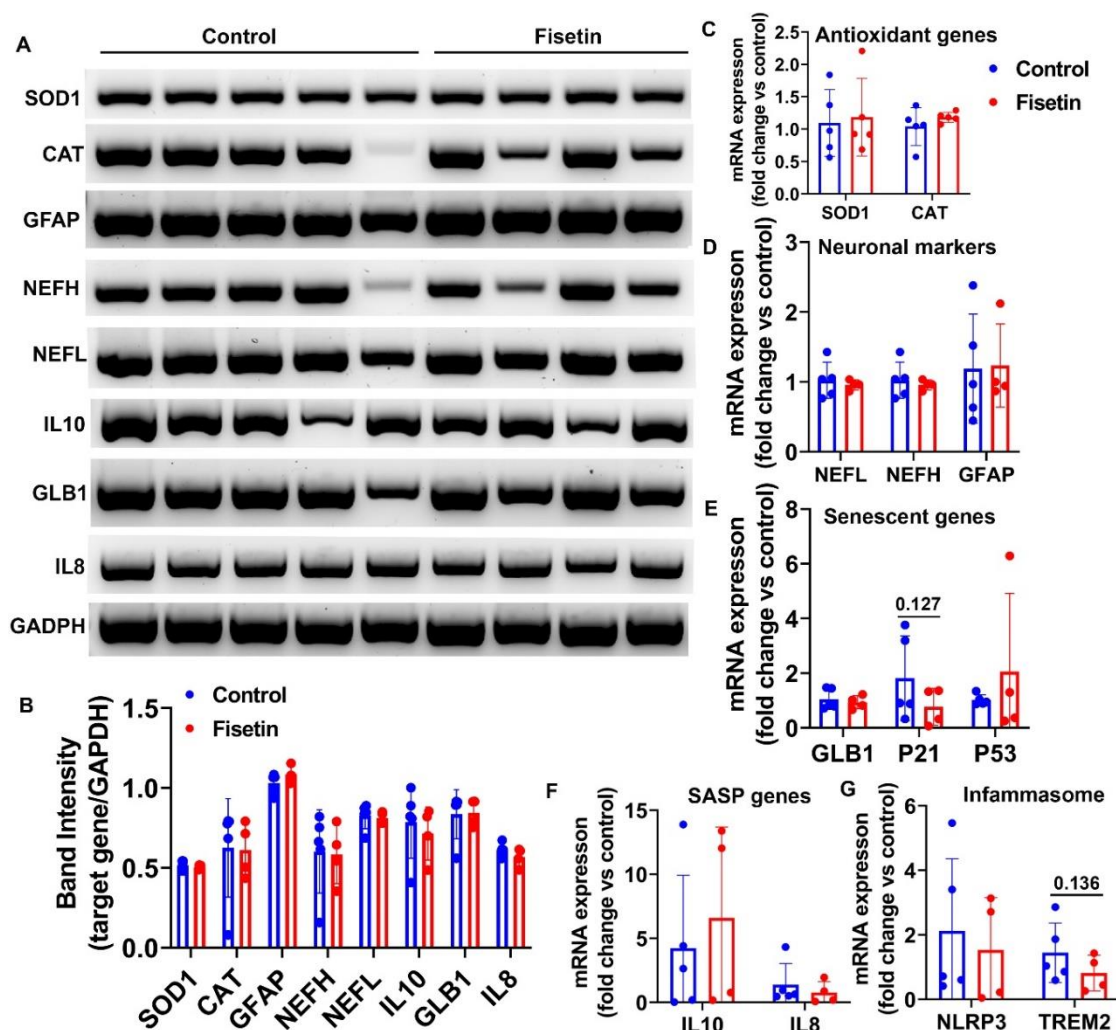 A
Control
Fisetin
SOD1
CAT
GFAP
NEFH
NEFL
IL10
GLB1
IL8
GADPH
B
Control
Fisetin
Band Intensity
(target gene/GAPDH)
1.5
1.0
0.5
0.0
SOD1
CAT
GFAP
NEFH
NEFL
IL10
GLB1
IL8
C
Antioxidant genes
Control
Fisetin
mRNA expresson
(fold change vs control)
2.5
2.0
1.5
1.0
0.5
0.0
SOD1
CAT
D
Neuronal markers
mRNA expresson
(fold change vs control)
3
2
1
0
NEFL
NEFH
GFAP
E
Senescent genes
mRNA expresson
(fold change vs control)
8
6
4
2
0
0.127
GLB1
P21
P53
F
SASP genes
mRNA expresson
(fold change vs control)
15
10
5
0
IL10
IL8
G
Infammasome
mRNA expresson
(fold change vs control)
6
4
2
0
0.136
NLRP3
TREM2